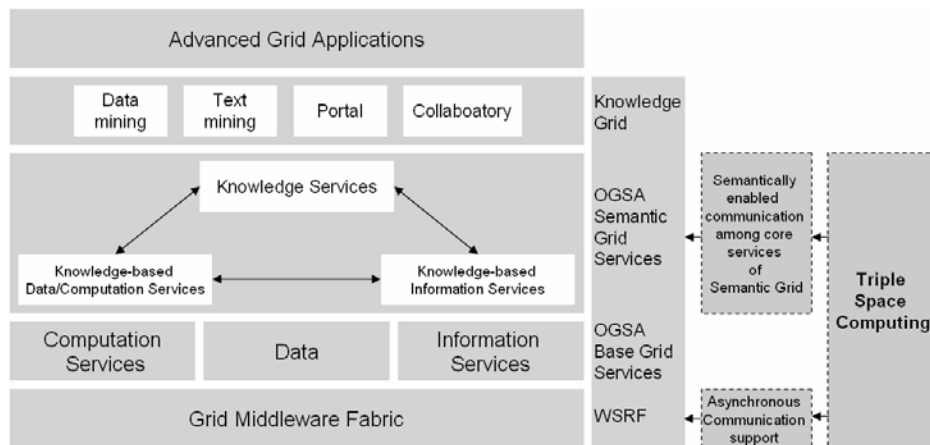 Advanced Grid Applications
Data
mining
Text
mining
Portal
Collaboatory
Knowledge
Grid
Knowledge Services
Knowledge-based
Data/Computation Services
Knowledge-based
Information Services
OGSA
Semantic
Grid
Services
Semantically
enabled
communication
among core
services
of
Semantic Grid
Triple
Space
Computing
Computation
Services
Data
Information
Services
OGSA
Base Grid
Services
Grid Middleware Fabric
WSRF
Asynchronous
Communication
support